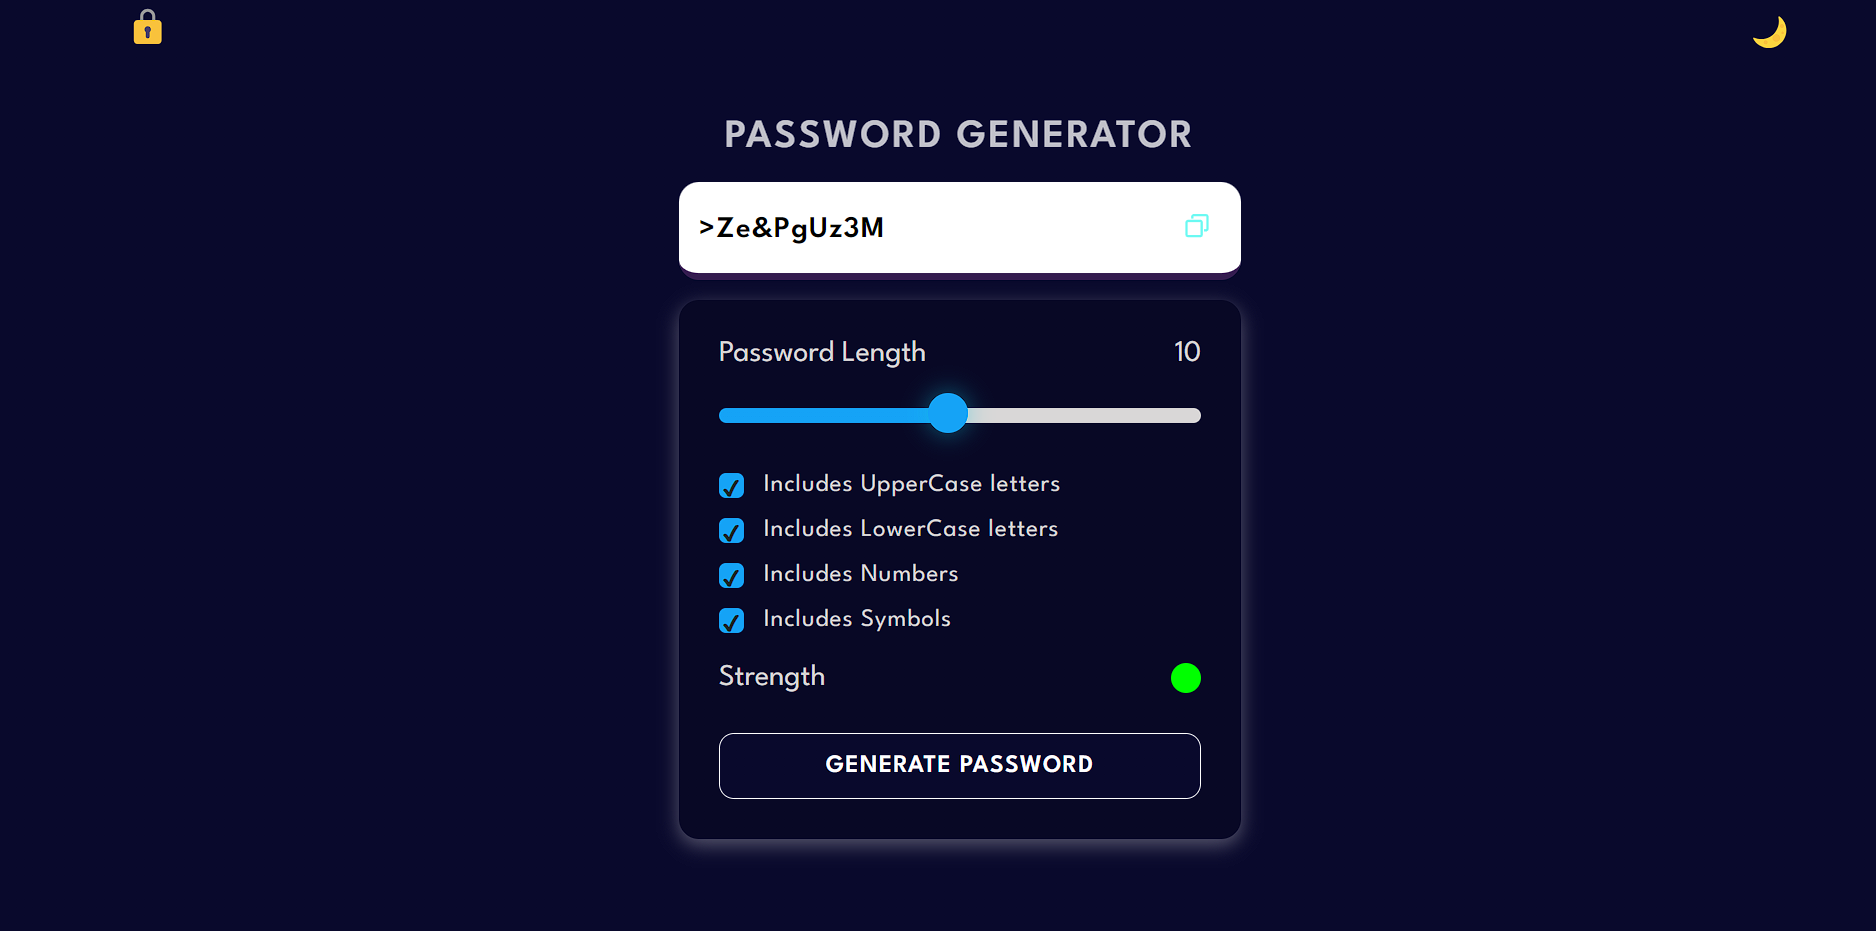 PASSWORD GENERATOR
>Ze&PgUz3M
Password Length 10
Includes UpperCase letters
Includes LowerCase letters
Includes Numbers
Includes Symbols
Strength
GENERATE PASSWORD